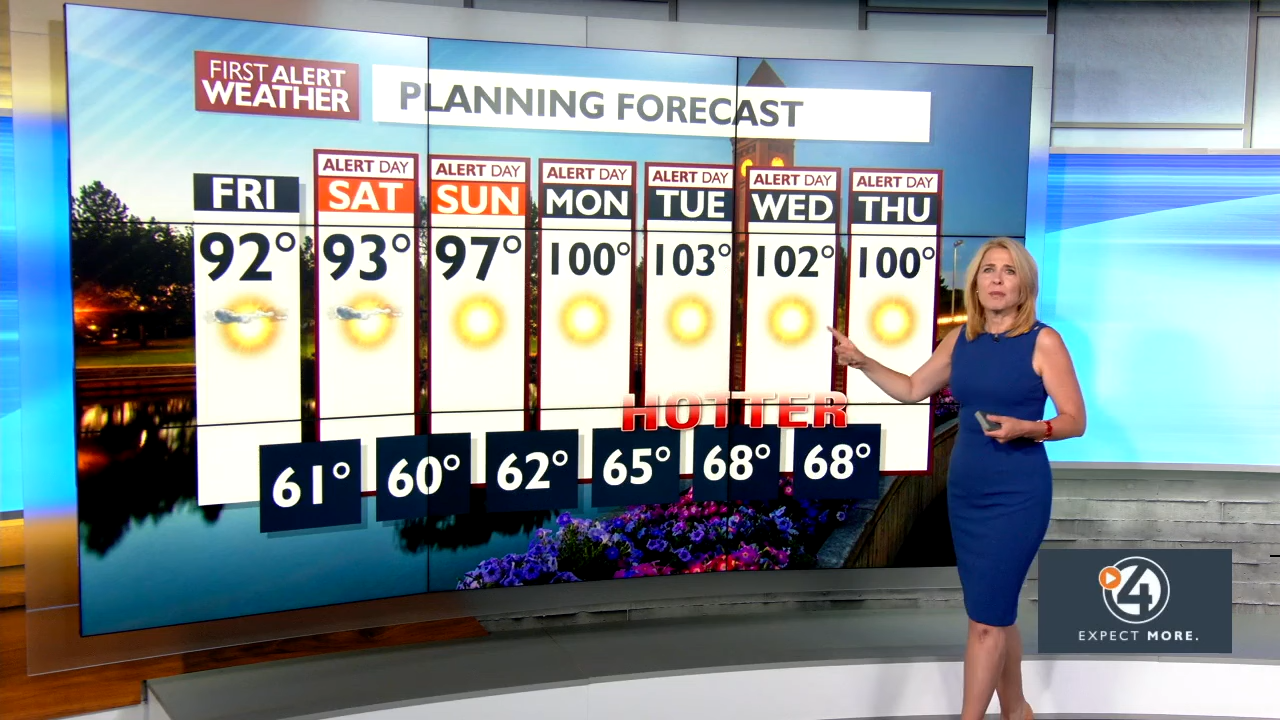 FIRST ALERT
WEATHER
PLANNING FORECAST
FRI
92°
ALERT DAY
SAT
93°
ALERT DAY
SUN
97°
ALERT DAY
MON
100°
ALERT DAY
TUE
103°
ALERT DAY
WED
102°
ALERT DAY
THU
100°
HOTTER
61°
60°
62°
65°
68°
68°
4
EXPECT MORE.